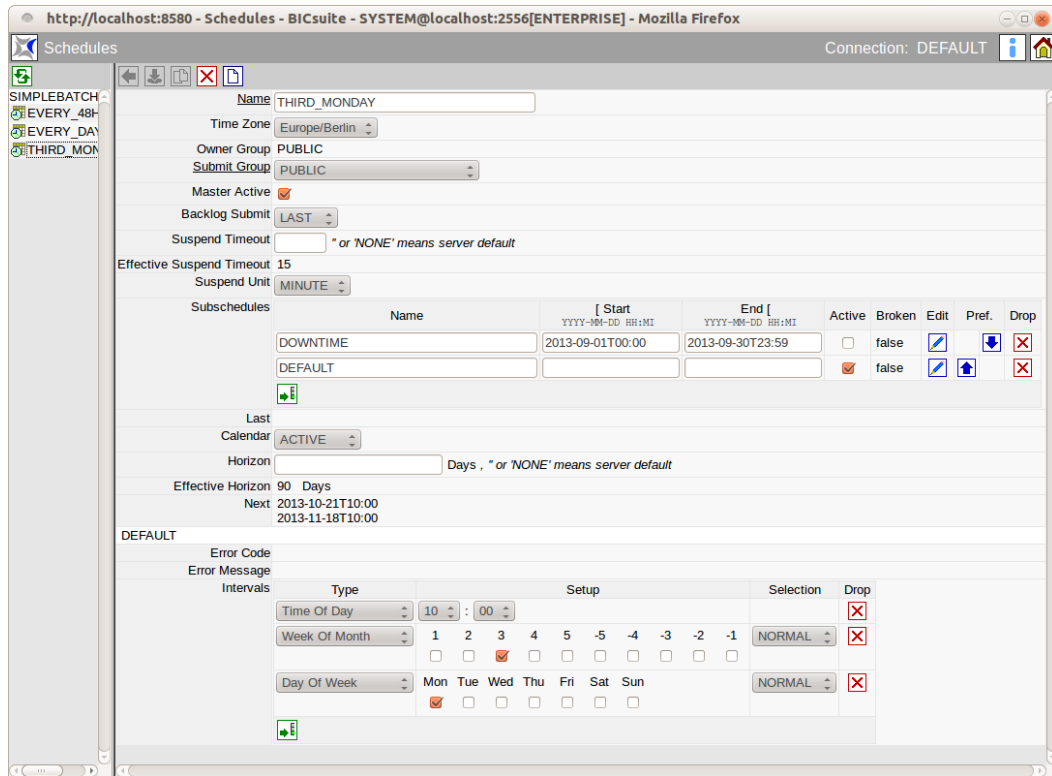 http://localhost:8580 - Schedules - BICsuite - SYSTEM@localhost:2556[ENTERPRISE] - Mozilla Firefox
Schedules Connection: DEFAULT
SIMPLEBATCH
EVERY_48H
EVERY_DAY
THIRD_MON
Name THIRD_MONDAY
Time Zone Europe/Berlin
Owner Group PUBLIC
Submit Group PUBLIC
Master Active
Backlog Submit LAST
Suspend Timeout '' or 'NONE' means server default
Effective Suspend Timeout 15
Suspend Unit MINUTE
Subschedules Name [ Start End [ Active Broken Edit Pref. Drop
YYYY-MM-DD HH:MI YYYY-MM-DD HH:MI
DOWNTIME 2013-09-01T00:00 2013-09-30T23:59 false
DEFAULT false
Last
Calendar ACTIVE
Horizon Days , '' or 'NONE' means server default
Effective Horizon 90 Days
Next 2013-10-21T10:00
2013-11-18T10:00
DEFAULT
Error Code
Error Message
Intervals Type Setup Selection Drop
Time Of Day 10 : 00
Week Of Month 1 2 3 4 5 -5 -4 -3 -2 -1 NORMAL
Day Of Week Mon Tue Wed Thu Fri Sat Sun NORMAL